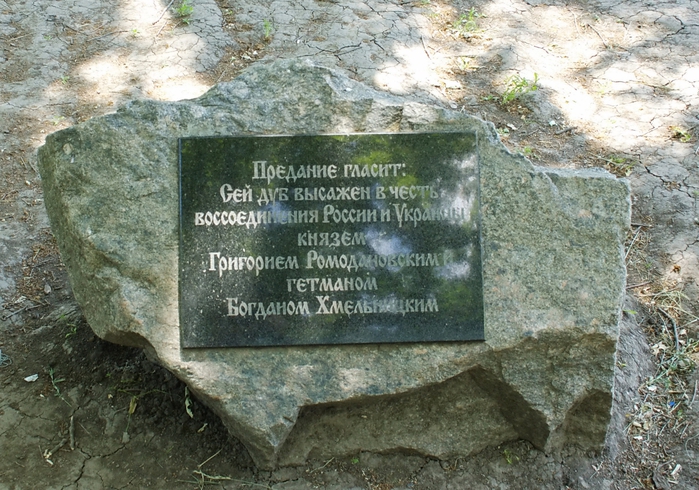 Предание гласит:
Сей дуб высажен в честь
воссоединения России и Украины
князем
Григорием Ромодановским и
гетманом
Богданом Хмельницким